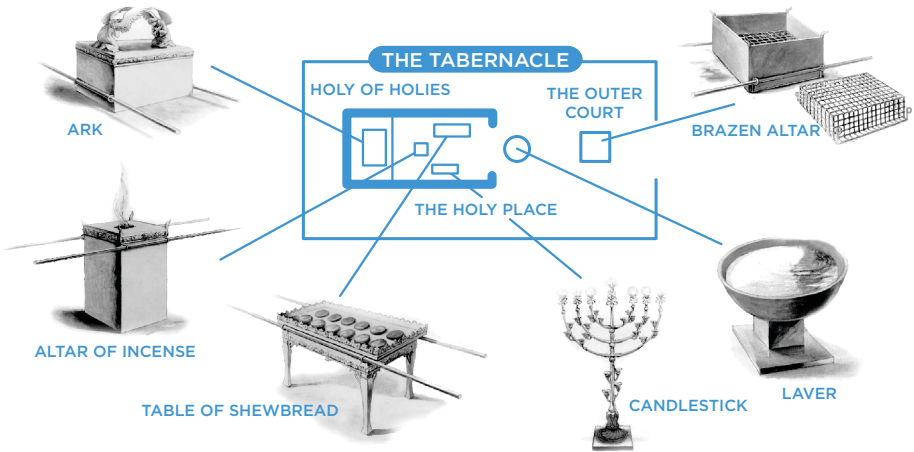 THE TABERNACLE
HOLY OF HOLIES
THE OUTER
COURT
ARK
BRAZEN ALTAR
THE HOLY PLACE
ALTAR OF INCENSE
TABLE OF SHEWBREAD
CANDLESTICK
LAVER